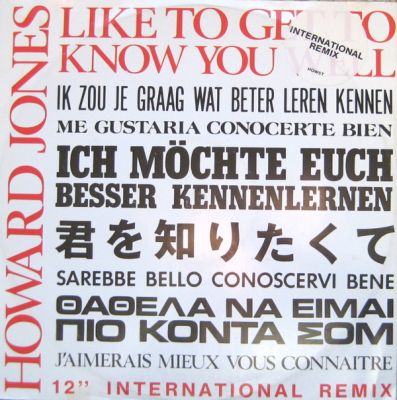 HOWARD JONES
LIKE TO GET TO
KNOW YOU WELL
INTERNATIONAL
REMIX
HOW5T
IK ZOU JE GRAAG WAT BETER LEREN KENNEN
ME GUSTARIA CONOCERTE BIEN
ICH MÖCHTE EUCH
BESSER KENNENLERNEN
君を知りたくて
SAREBBE BELLO CONOSCERVI BENE
ΘΑΘΕΛΑ ΝΑ ΕΙΜΑΙ
ΠΙΟ ΚΟΝΤΑ ΣΟΜ
J'AIMERAIS MIEUX VOUS CONNAITRE
12" INTERNATIONAL REMIX